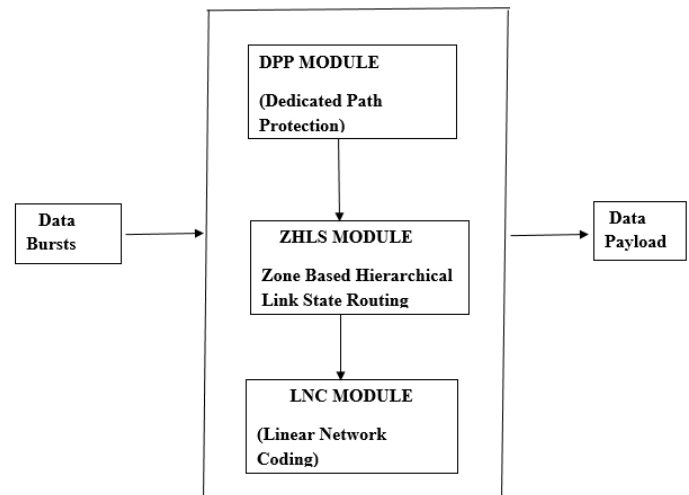 DPP MODULE
(Dedicated Path
Protection)
Data
Bursts
ZHLS MODULE
Zone Based Hierarchical
Link State Routing
Data
Payload
LNC MODULE
(Linear Network
Coding)